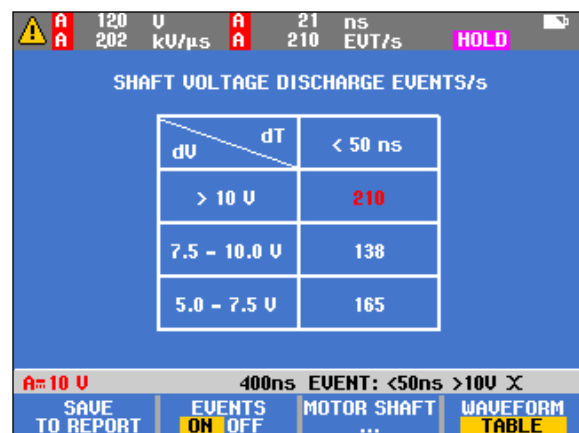 A 120 V A 21 ns
A 202 kV/µs A 210 EVT/s HOLD
SHAFT VOLTAGE DISCHARGE EVENTS/s
dV dT < 50 ns
> 10 V 210
7.5 - 10.0 V 138
5.0 - 7.5 V 165
A 10 V 400ns EVENT: <50ns >10V
SAVE TO REPORT
EVENTS ON OFF
MOTOR SHAFT ...
WAVEFORM TABLE